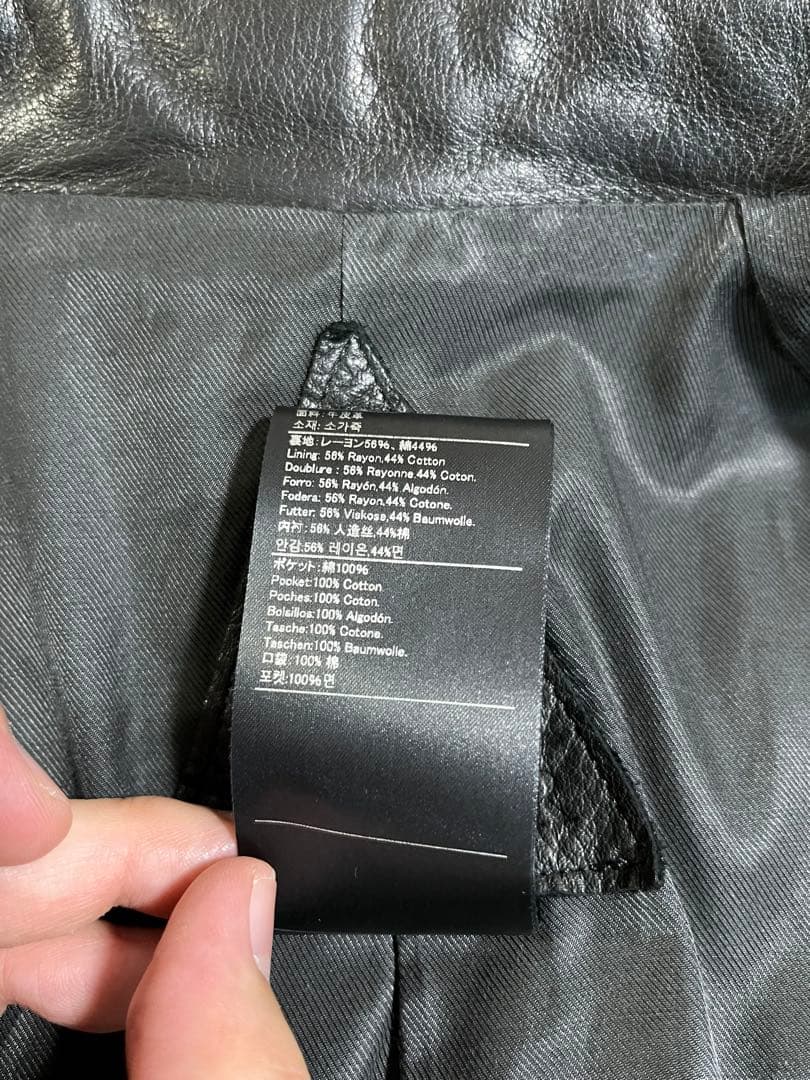 面料:牛皮革
소재: 소가죽
裏地:レーヨン56%、綿44%
Lining: 56% Rayon,44% Cotton
Doublure : 56% Rayonne,44% Coton.
Forro: 56% Rayón,44% Algodón.
Fodera: 56% Rayon,44% Cotone.
Futter: 56% Viskose,44% Baumwolle.
内衬:56% 人造丝,44%棉
안감:56% 레이온,44%면
ポケット:綿100%
Pocket:100% Cotton.
Poches:100% Coton.
Bolsillos:100% Algodón.
Tasche:100% Cotone.
Taschen:100% Baumwolle.
口袋:100% 棉
포켓:100%면